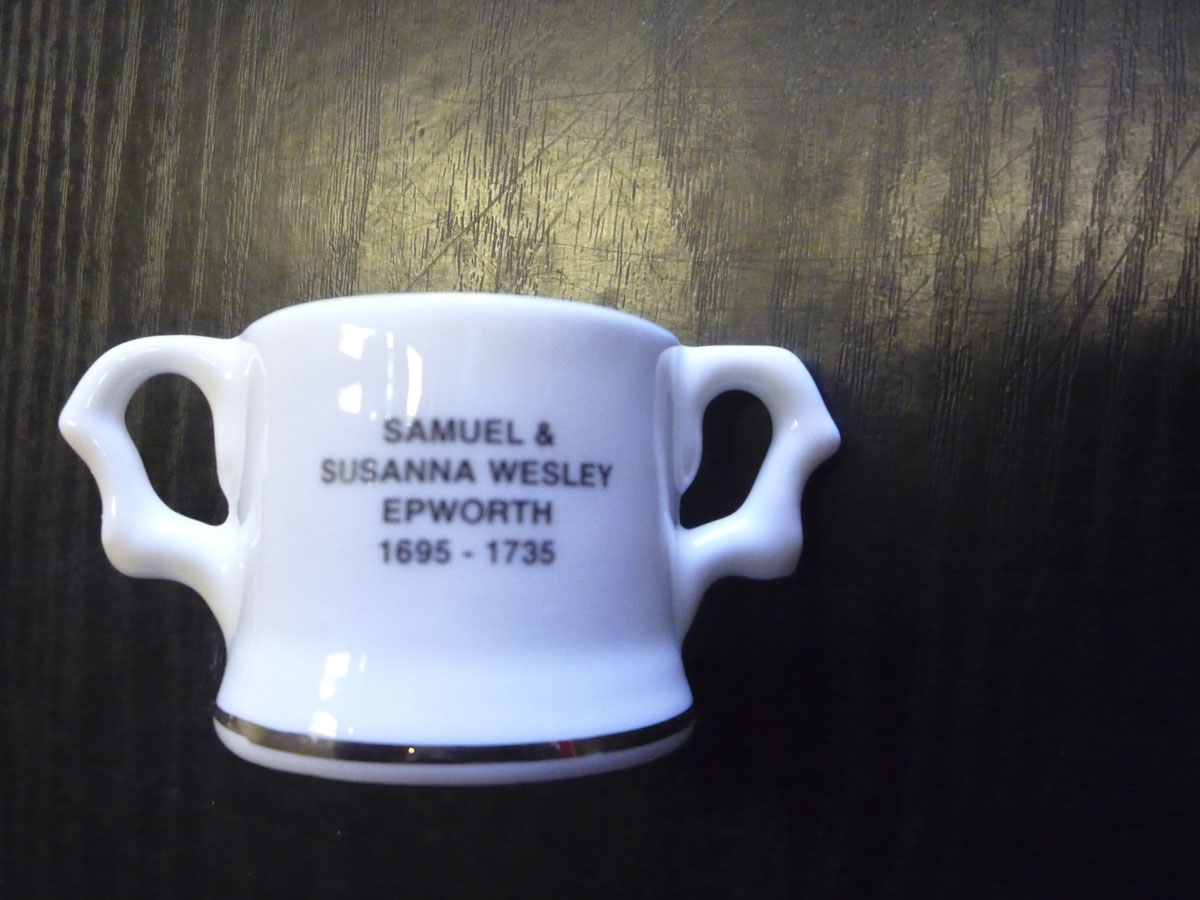 SAMUEL &
SUSANNA WESLEY
EPWORTH
1695 - 1735